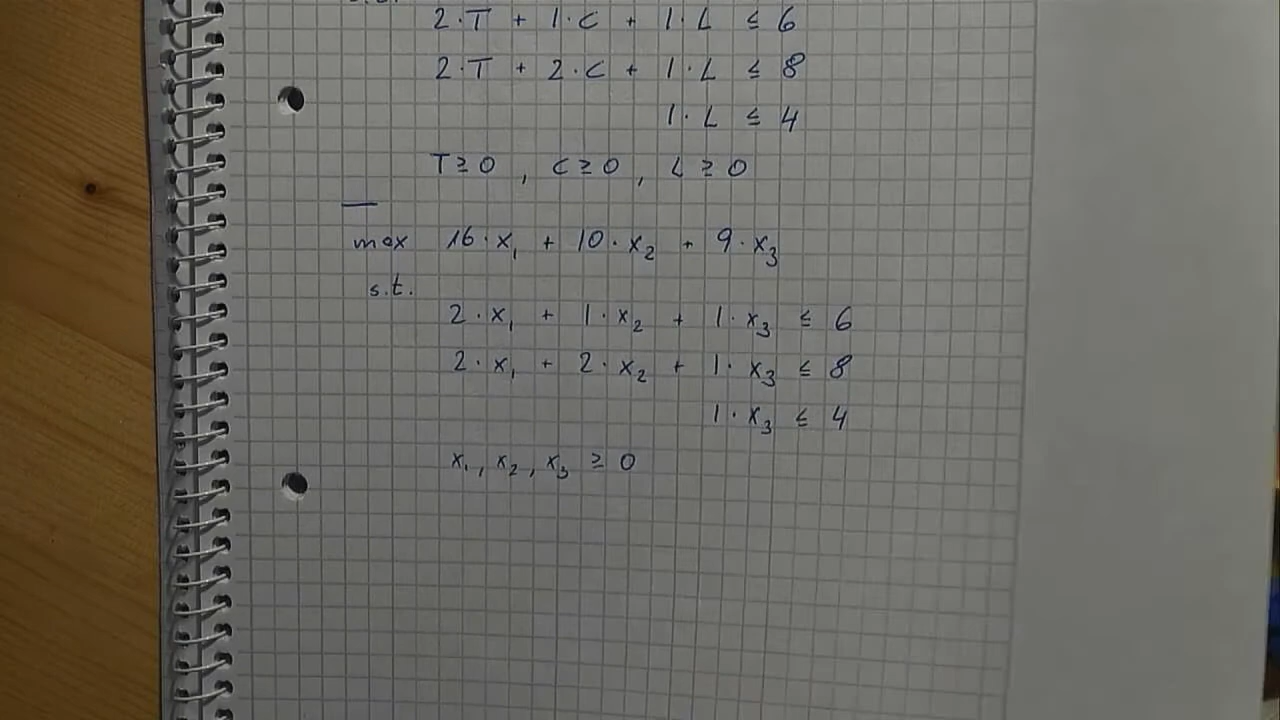 2·T + 1·C + 1·L ≤ 6
2·T + 2·C + 1·L ≤ 8
1·L ≤ 4
T≥0, C≥0, L≥0
max 16·x₁ + 10·x₂ + 9·x₃
s.t.
2·x₁ + 1·x₂ + 1·x₃ ≤ 6
2·x₁ + 2·x₂ + 1·x₃ ≤ 8
1·x₃ ≤ 4
x₁, x₂, x₃ ≥ 0